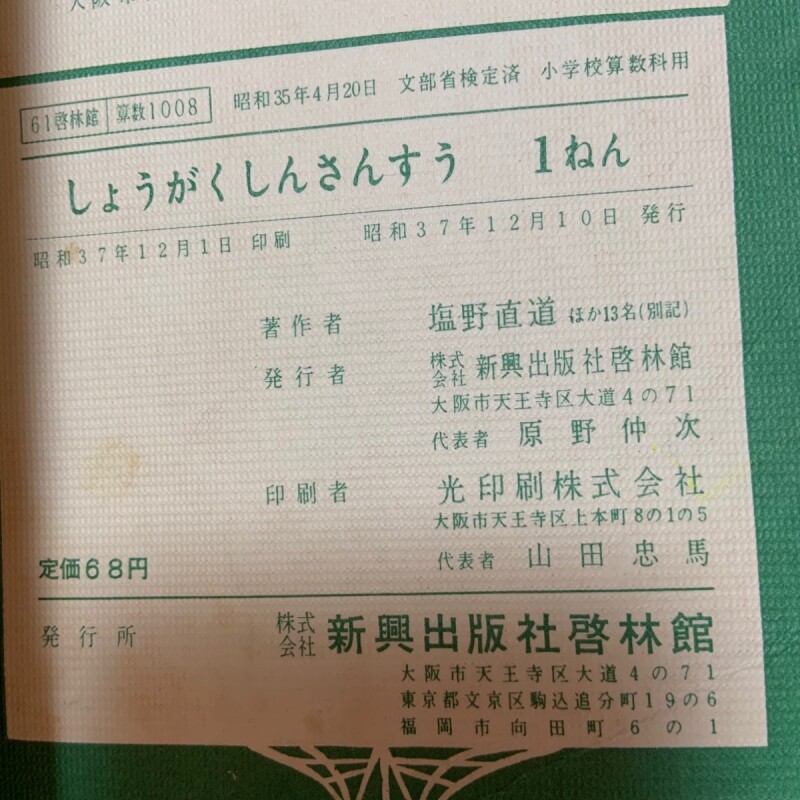 61啓林館 算数1008 昭和35年4月20日 文部省検定済 小学校算数科用
しょうがくしんさんすう 1ねん
昭和37年12月1日 印刷 昭和37年12月10日 発行
著作者 塩野直道 ほか13名(別記)
発行者 株式会社 新興出版社啓林館
大阪市天王寺区大道4の71
代表者 原野仲次
印刷者 光印刷株式会社
大阪市天王寺区上本町8の1の5
定価68円 代表者 山田忠馬
発行所 株式会社 新興出版社啓林館
大阪市天王寺区大道4の71
東京都文京区駒込追分町19の6
福岡市向田町6の1